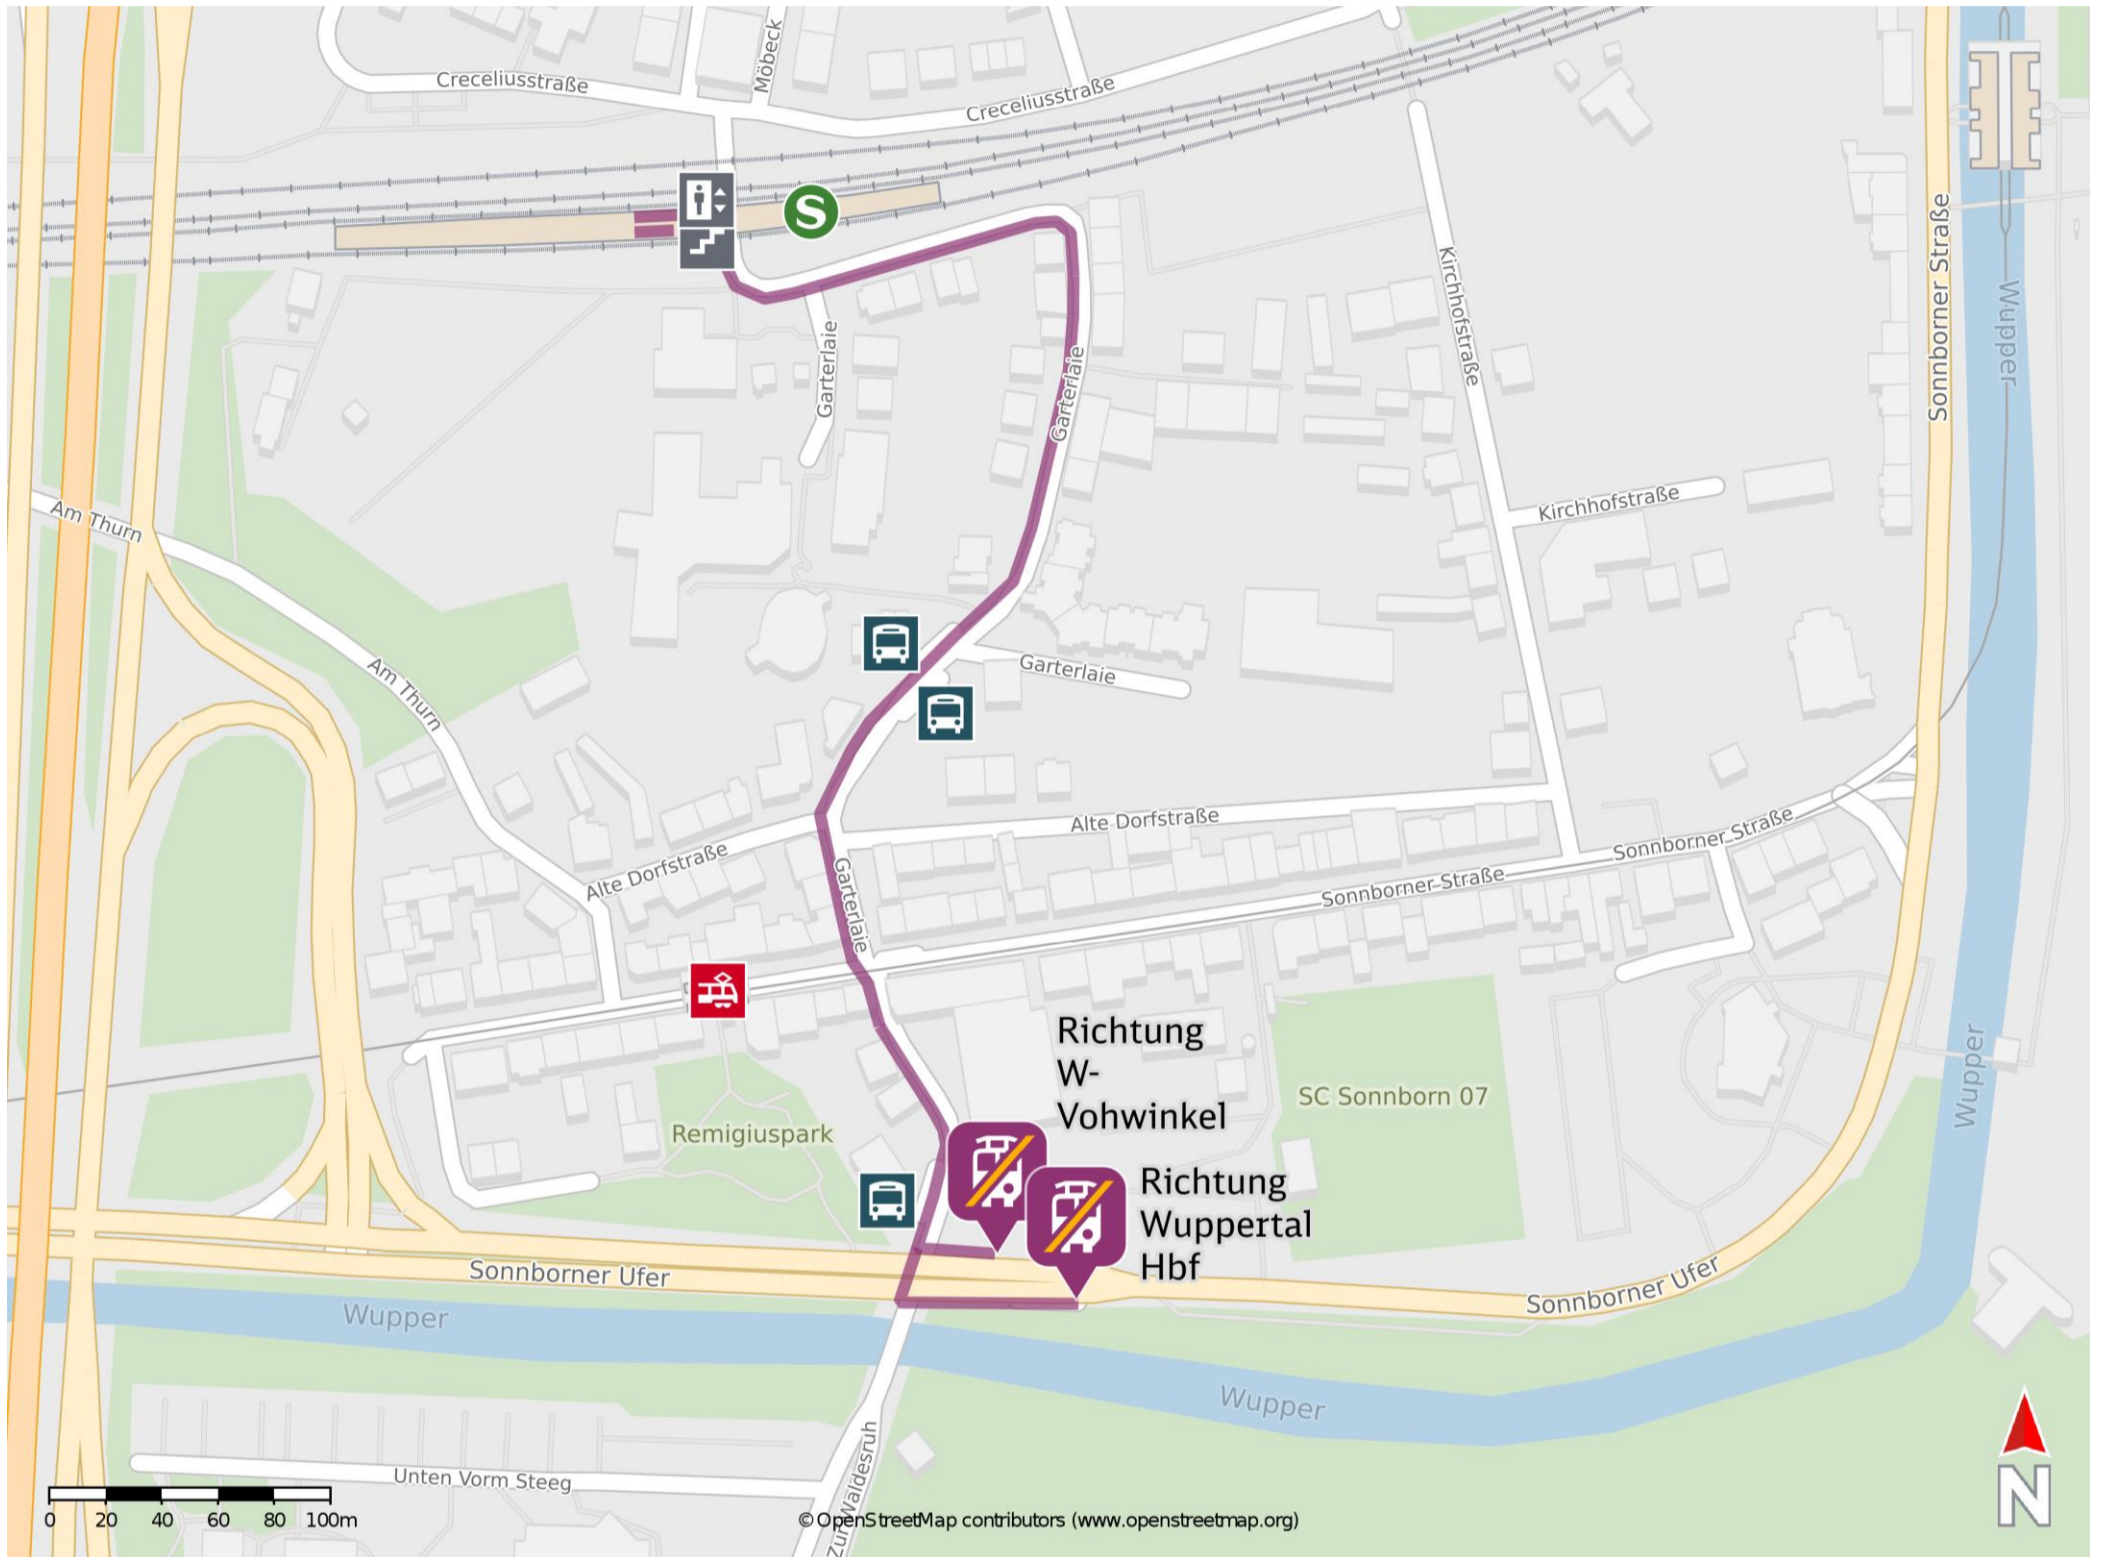 Möbeck
Creceliusstraße
Creceliusstraße
S
Kirchhofstraße
Sonnborner Straße
Wupper
Garterlaie
Garterlaie
Am Thurn
Kirchhofstraße
Am Thurn
Garterlaie
Alte Dorfstraße
Alte Dorfstraße
Sonnborner Straße
Sonnborner Straße
Garterlaie
Richtung
W-
Vohwinkel
SC Sonnborn 07
Wupper
Remigiuspark
Richtung
Wuppertal
Hbf
Sonnborner Ufer
Sonnborner Ufer
Wupper
Wupper
Zur Waldesruh
Unten Vorm Steeg
N
0 20 40 60 80 100m
© OpenStreetMap contributors (www.openstreetmap.org)